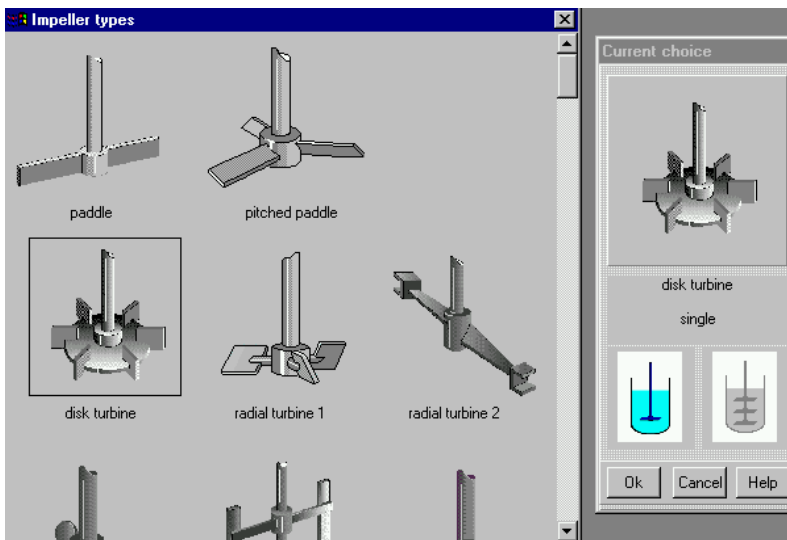 Impeller types
paddle
pitched paddle
disk turbine
radial turbine 1
radial turbine 2
Current choice
disk turbine
single
Ok
Cancel
Help